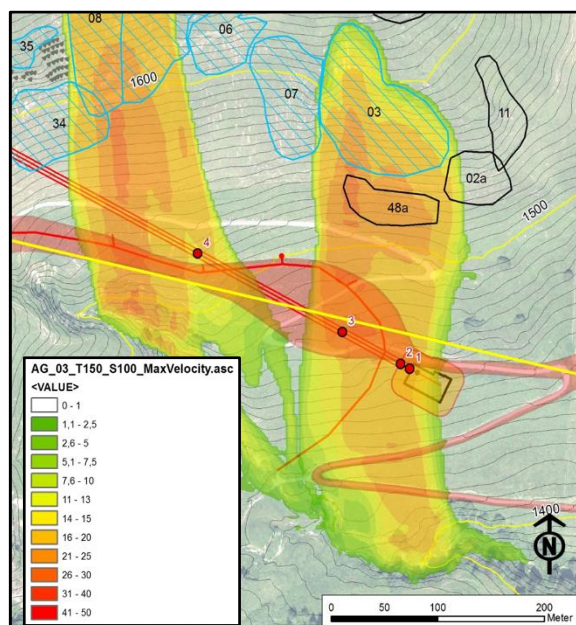 08
06
35
1600
03
07
11
34
02a
48a
1500
4
3
2
1
AG_03_T150_S100_MaxVelocity.asc
<VALUE>
0 - 1
1,1 - 2,5
2,6 - 5
5,1 - 7,5
7,6 - 10
11 - 13
14 - 15
16 - 20
21 - 25
26 - 30
31 - 40
41 - 50
1400
N
0 50 100 200
Meter